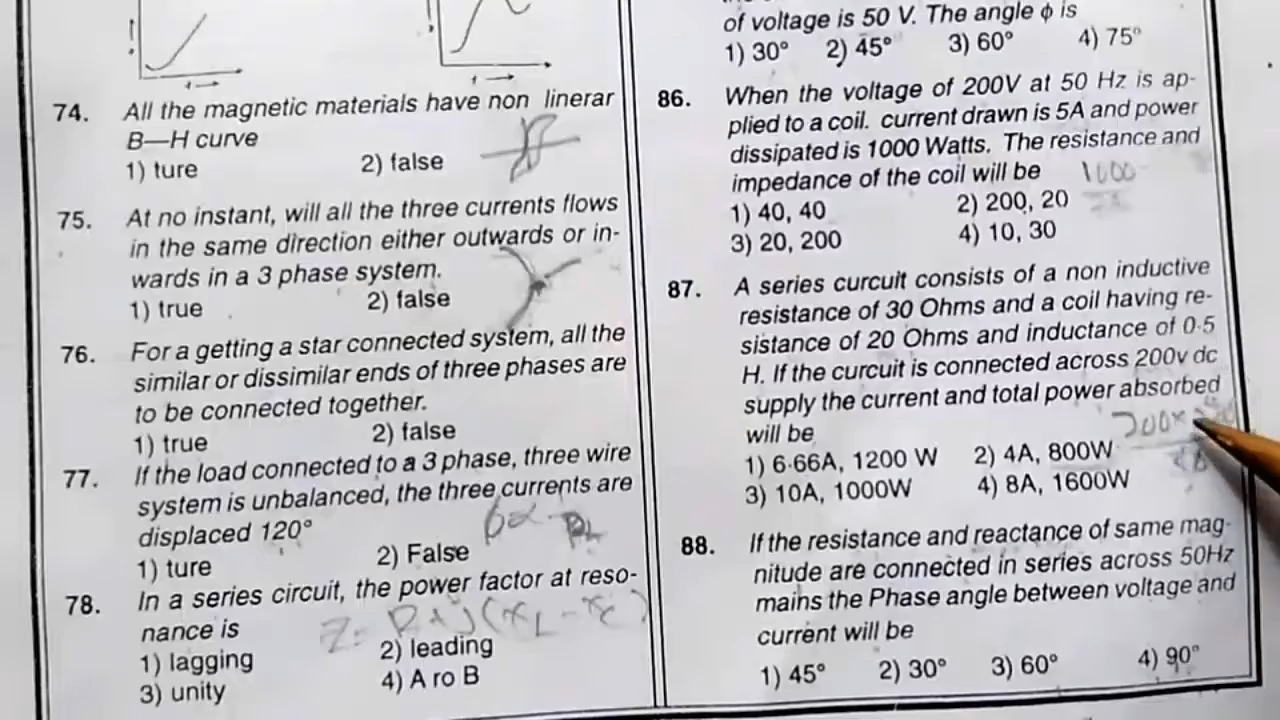 t →
t →
74. All the magnetic materials have non linerar
B—H curve
1) ture 2) false
75. At no instant, will all the three currents flows
in the same direction either outwards or in-
wards in a 3 phase system.
1) true 2) false
76. For a getting a star connected system, all the
similar or dissimilar ends of three phases are
to be connected together.
1) true 2) false
77. If the load connected to a 3 phase, three wire
system is unbalanced, the three currents are
displaced 120°
1) ture 2) False
78. In a series circuit, the power factor at reso-
nance is
1) lagging 2) leading
3) unity 4) A ro B
of voltage is 50 V. The angle ϕ is
1) 30° 2) 45° 3) 60° 4) 75°
86. When the voltage of 200V at 50 Hz is ap-
plied to a coil. current drawn is 5A and power
dissipated is 1000 Watts. The resistance and
impedance of the coil will be
1000
1) 40, 40 2) 200, 20
3) 20, 200 4) 10, 30
87. A series curcuit consists of a non inductive
resistance of 30 Ohms and a coil having re-
sistance of 20 Ohms and inductance of 0·5
H. If the curcuit is connected across 200v dc
supply the current and total power absorbed
will be
1) 6·66A, 1200 W 2) 4A, 800W
3) 10A, 1000W 4) 8A, 1600W
88. If the resistance and reactance of same mag-
nitude are connected in series across 50Hz
mains the Phase angle between voltage and
current will be
1) 45° 2) 30° 3) 60° 4) 90°